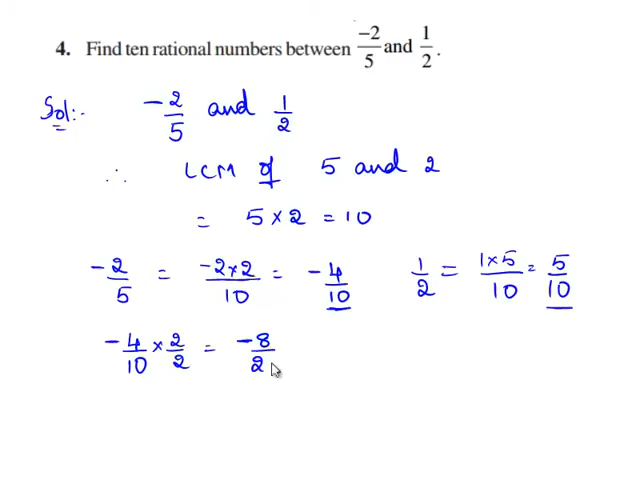 4. Find ten rational numbers between -2/5 and 1/2.
Sol:- -2/5 and 1/2
∴ LCM of 5 and 2
= 5 × 2 = 10
-2/5 = -2×2/10 = -4/10 1/2 = 1×5/10 = 5/10
-4/10 × 2/2 = -8/2